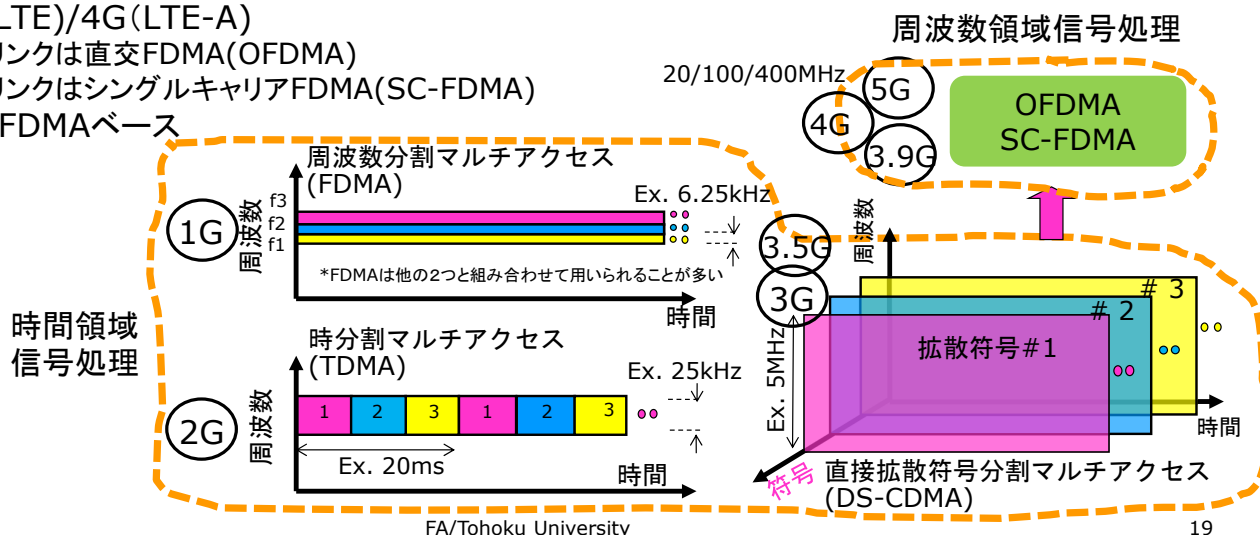 LTE)/4G(LTE-A)
リンクは直交FDMA(OFDMA)
リンクはシングルキャリアFDMA(SC-FDMA)
FDMAベース
周波数領域信号処理
20/100/400MHz
5G
4G
3.9G
OFDMA
SC-FDMA
周波数分割マルチアクセス
(FDMA)
Ex. 6.25kHz
1G
周波数
f3
f2
f1
*FDMAは他の2つと組み合わせて用いられることが多い
時間
時間領域
信号処理
時分割マルチアクセス
(TDMA)
Ex. 25kHz
2G
周波数
1 2 3 1 2 3
Ex. 20ms
時間
3.5G
3G
周波数
# 3
# 2
拡散符号#1
Ex. 5MHz
時間
符号
直接拡散符号分割マルチアクセス
(DS-CDMA)
FA/Tohoku University
19